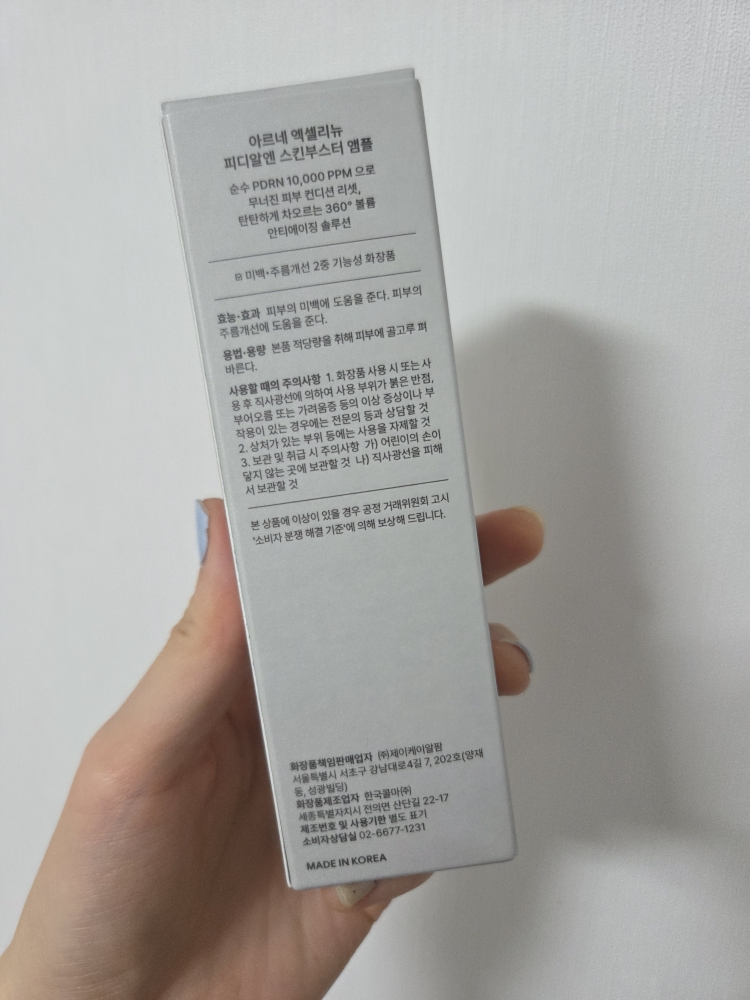 아르네 엑셀리뉴
피디알엔 스킨부스터 앰플
순수 PDRN 10,000 PPM 으로
무너진 피부 컨디션 리셋,
탄탄하게 차오르는 360° 볼륨
안티에이징 솔루션
미백•주름개선 2중 기능성 화장품
효능•효과 피부의 미백에 도움을 준다. 피부의
주름개선에 도움을 준다.
용법•용량 본품 적당량을 취해 피부에 골고루 펴
바른다.
사용할 때의 주의사항 1. 화장품 사용 시 또는 사
용 후 직사광선에 의하여 사용 부위가 붉은 반점,
부어오름 또는 가려움증 등의 이상 증상이나 부
작용이 있는 경우에는 전문의 등과 상담할 것
2. 상처가 있는 부위 등에는 사용을 자제할 것
3. 보관 및 취급 시 주의사항 가) 어린이의 손이
닿지 않는 곳에 보관할 것 나) 직사광선을 피해
서 보관할 것
본 상품에 이상이 있을 경우 공정 거래위원회 고시
'소비자 분쟁 해결 기준'에 의해 보상해 드립니다.
화장품책임판매업자 ㈜제이케이알팜
서울특별시 서초구 강남대로4길 7, 202호(양재
동, 성광빌딩)
화장품제조업자 한국콜마㈜
세종특별자치시 전의면 산단길 22-17
제조번호 및 사용기한 별도 표기
소비자상담실 02-6677-1231
MADE IN KOREA